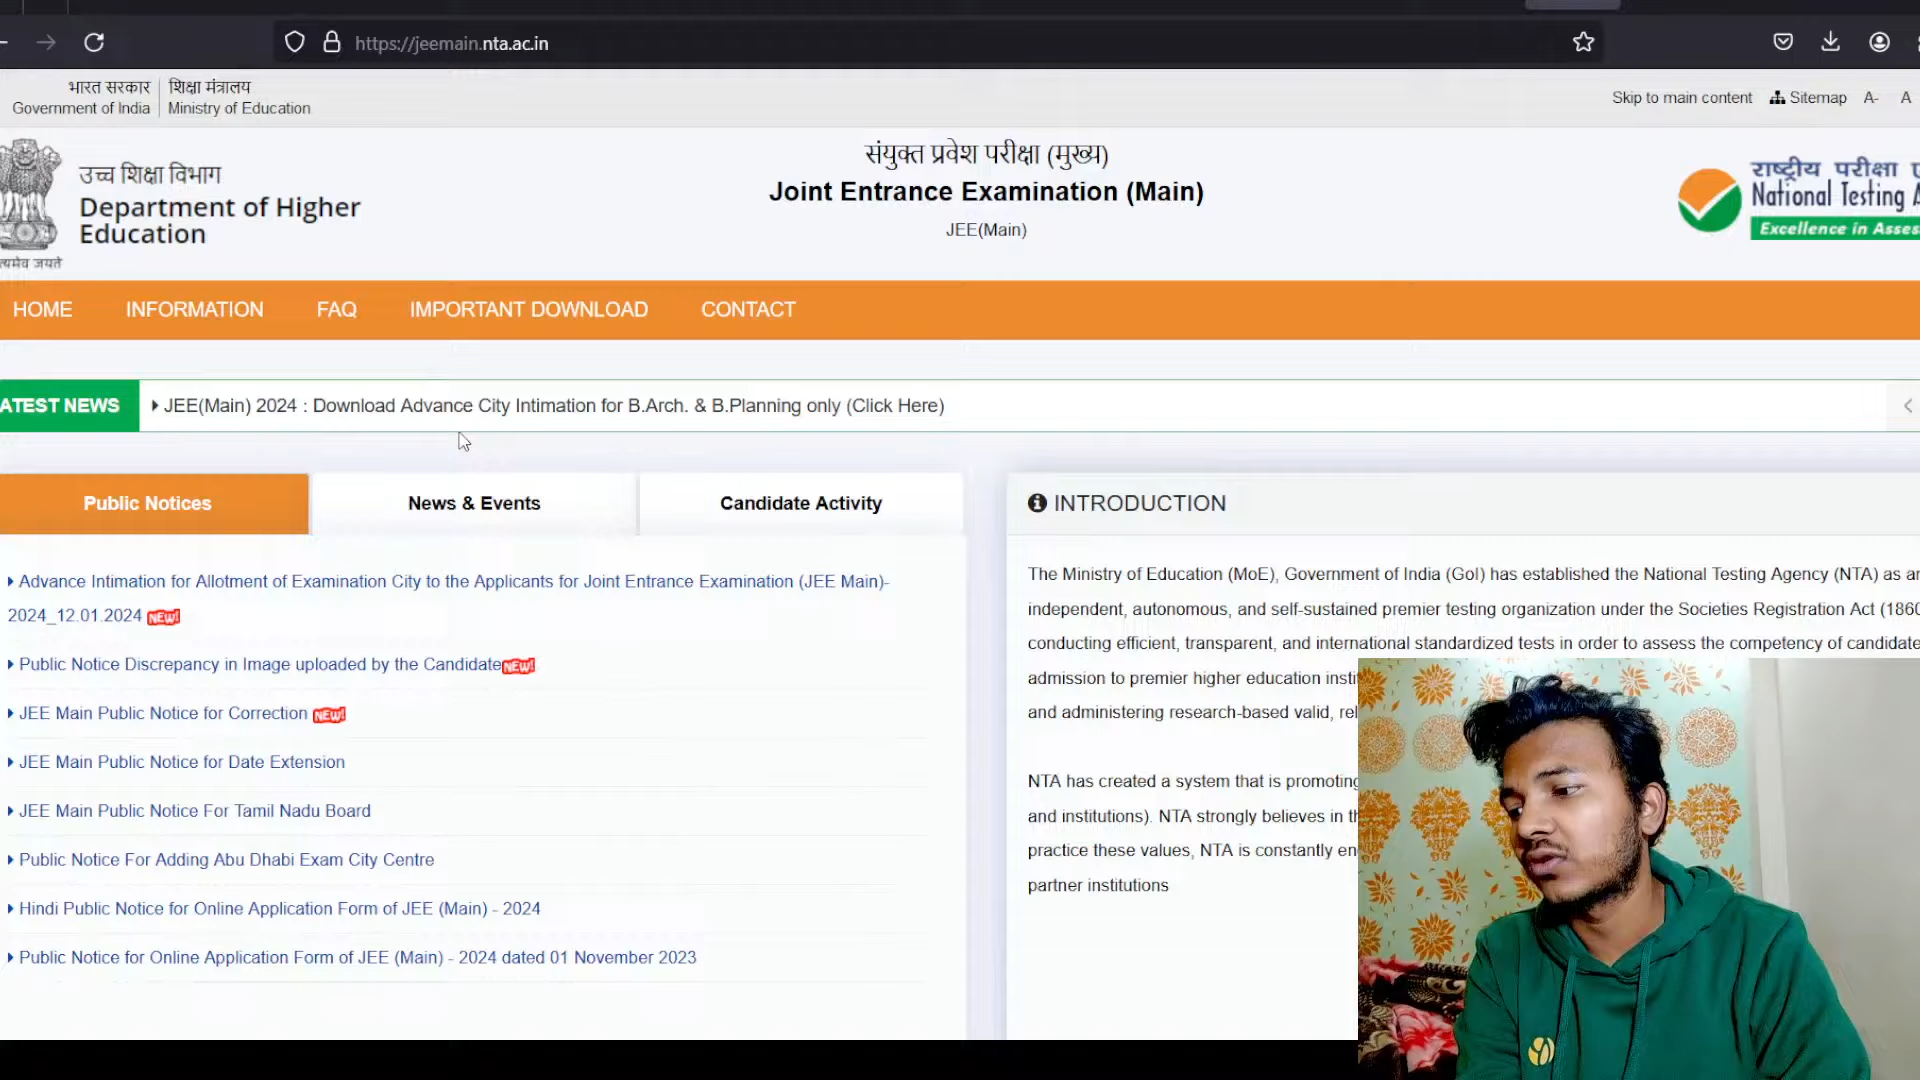 https://jeemain.nta.ac.in
भारत सरकार शिक्षा मंत्रालय
Government of India Ministry of Education
Skip to main content Sitemap A- A
उच्च शिक्षा विभाग
Department of Higher
Education
संयुक्त प्रवेश परीक्षा (मुख्य)
Joint Entrance Examination (Main)
JEE(Main)
राष्ट्रीय परीक्षा
National Testing A
Excellence in Asses
HOME INFORMATION FAQ IMPORTANT DOWNLOAD CONTACT
ATEST NEWS JEE(Main) 2024 : Download Advance City Intimation for B.Arch. & B.Planning only (Click Here)
Public Notices News & Events Candidate Activity
Advance Intimation for Allotment of Examination City to the Applicants for Joint Entrance Examination (JEE Main)-
2024_12.01.2024 NEW!
Public Notice Discrepancy in Image uploaded by the Candidate NEW!
JEE Main Public Notice for Correction NEW!
JEE Main Public Notice for Date Extension
JEE Main Public Notice For Tamil Nadu Board
Public Notice For Adding Abu Dhabi Exam City Centre
Hindi Public Notice for Online Application Form of JEE (Main) - 2024
Public Notice for Online Application Form of JEE (Main) - 2024 dated 01 November 2023
INTRODUCTION
The Ministry of Education (MoE), Government of India (GoI) has established the National Testing Agency (NTA) as an
independent, autonomous, and self-sustained premier testing organization under the Societies Registration Act (1860
conducting efficient, transparent, and international standardized tests in order to assess the competency of candidate
admission to premier higher education insti
and administering research-based valid, rel
NTA has created a system that is promoting
and institutions). NTA strongly believes in th
practice these values, NTA is constantly en
partner institutions